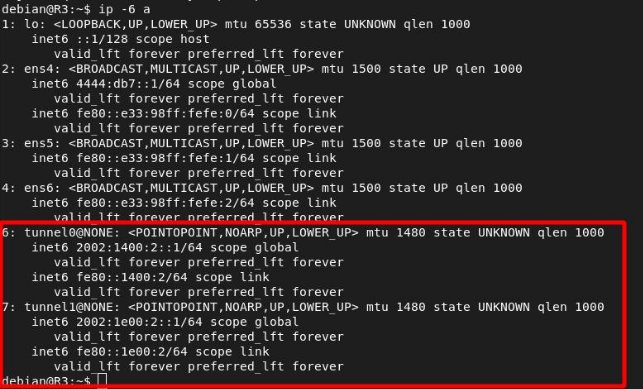 debian@R3:~$ ip -6 a
1: lo: <LOOPBACK,UP,LOWER_UP> mtu 65536 state UNKNOWN qlen 1000
    inet6 ::1/128 scope host
       valid_lft forever preferred_lft forever
2: ens4: <BROADCAST,MULTICAST,UP,LOWER_UP> mtu 1500 state UP qlen 1000
    inet6 4444:db7::1/64 scope global
       valid_lft forever preferred_lft forever
    inet6 fe80::e33:98ff:fefe:0/64 scope link
       valid_lft forever preferred_lft forever
3: ens5: <BROADCAST,MULTICAST,UP,LOWER_UP> mtu 1500 state UP qlen 1000
    inet6 fe80::e33:98ff:fefe:1/64 scope link
       valid_lft forever preferred_lft forever
4: ens6: <BROADCAST,MULTICAST,UP,LOWER_UP> mtu 1500 state UP qlen 1000
    inet6 fe80::e33:98ff:fefe:2/64 scope link
       valid_lft forever preferred_lft forever
6: tunnel0@NONE: <POINTOPOINT,NOARP,UP,LOWER_UP> mtu 1480 state UNKNOWN qlen 1000
    inet6 2002:1400:2::1/64 scope global
       valid_lft forever preferred_lft forever
    inet6 fe80::1400:2/64 scope link
       valid_lft forever preferred_lft forever
7: tunnel1@NONE: <POINTOPOINT,NOARP,UP,LOWER_UP> mtu 1480 state UNKNOWN qlen 1000
    inet6 2002:1e00:2::1/64 scope global
       valid_lft forever preferred_lft forever
    inet6 fe80::1e00:2/64 scope link
       valid_lft forever preferred_lft forever
debian@R3:~$